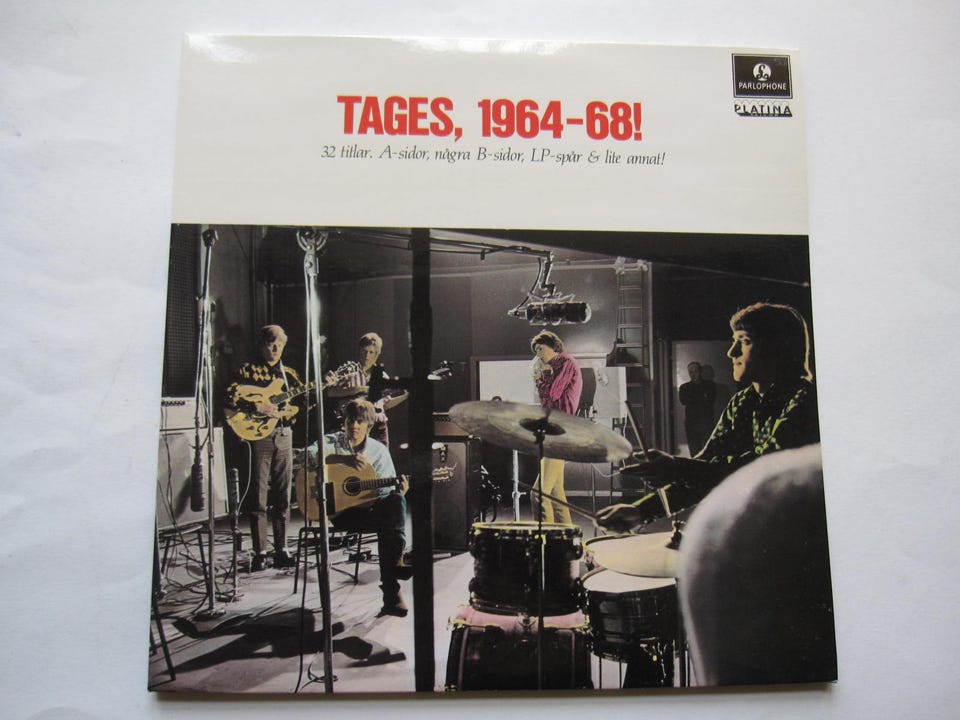 TAGES, 1964-68!
32 titlar. A-sidor, några B-sidor, LP-spår & lite annat!
PARLOPHONE
PLATINA